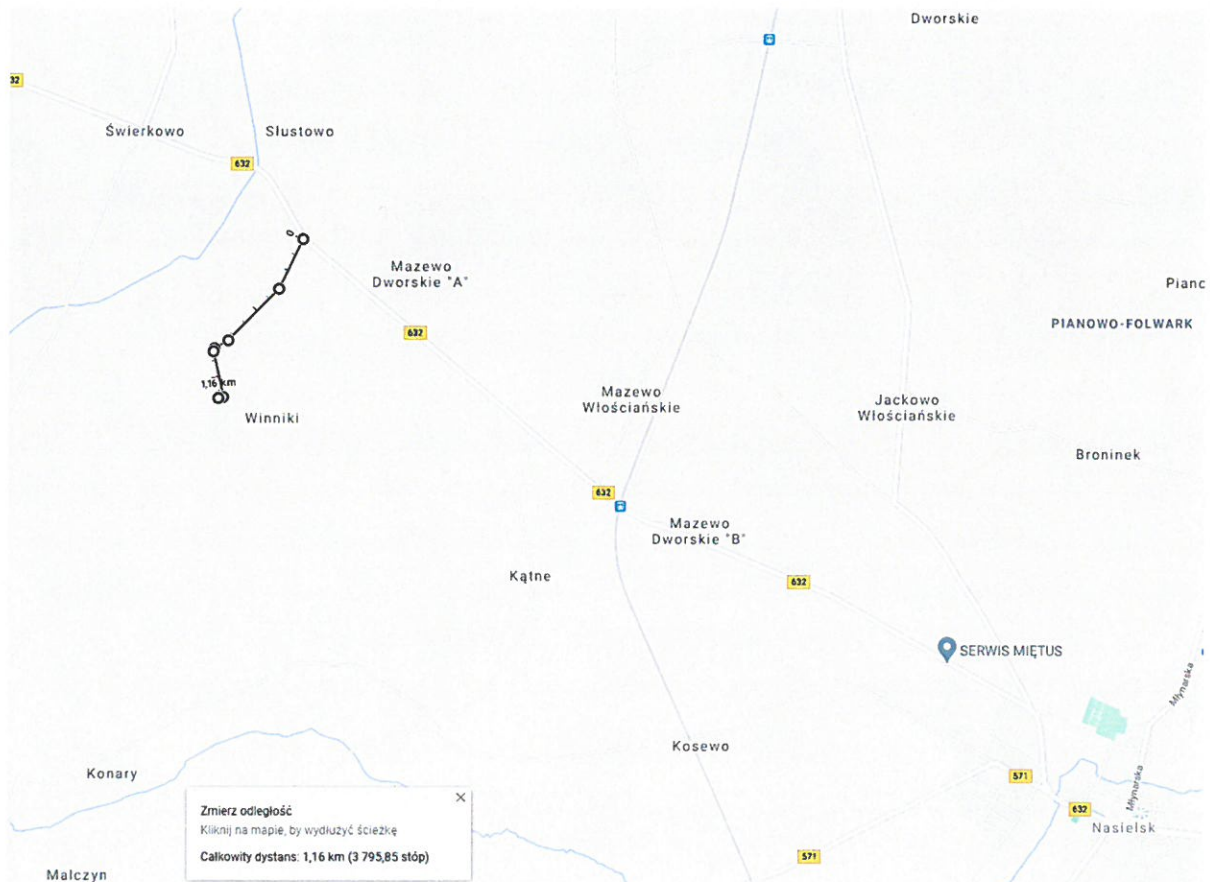 Dworskie
32
Świerkowo
Słustowo
632
0
Mazewo
Dworskie "A"
Pianc
PIANOWO-FOLWARK
632
1,16 km
Winniki
Mazewo
Włościańskie
Jackowo
Włościańskie
Broninek
632
Mazewo
Dworskie "B"
Kątne
632
SERWIS MIĘTUS
Młynarska
Kosewo
Konary
571
Młynarska
632
Nasielsk
Zmierz odległość
Kliknij na mapie, by wydłużyć ścieżkę
Całkowity dystans: 1,16 km (3 795,85 stóp)
571
Malczyn